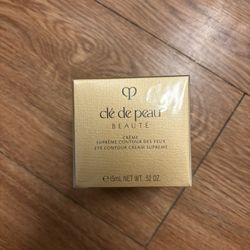 clé de peau
BEAUTÉ
CRÈME
SUPRÊME CONTOUR DES YEUX
EYE CONTOUR CREAM SUPREME
e 15mL NET WT. .52 OZ.